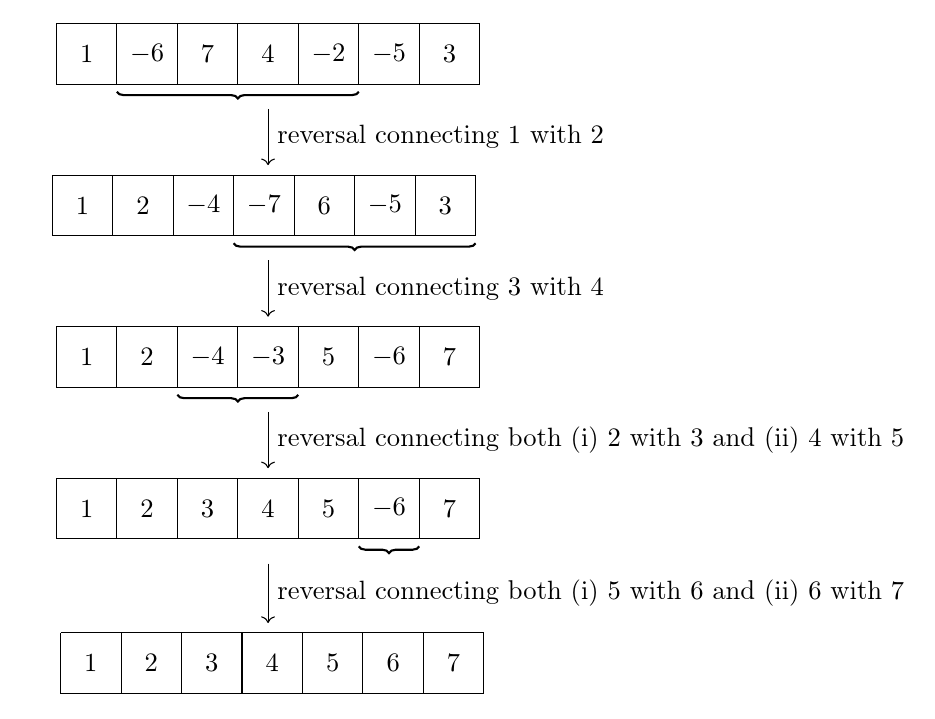 1 −6 7 4 −2 −5 3
reversal connecting 1 with 2
1 2 −4 −7 6 −5 3
reversal connecting 3 with 4
1 2 −4 −3 5 −6 7
reversal connecting both (i) 2 with 3 and (ii) 4 with 5
1 2 3 4 5 −6 7
reversal connecting both (i) 5 with 6 and (ii) 6 with 7
1 2 3 4 5 6 7